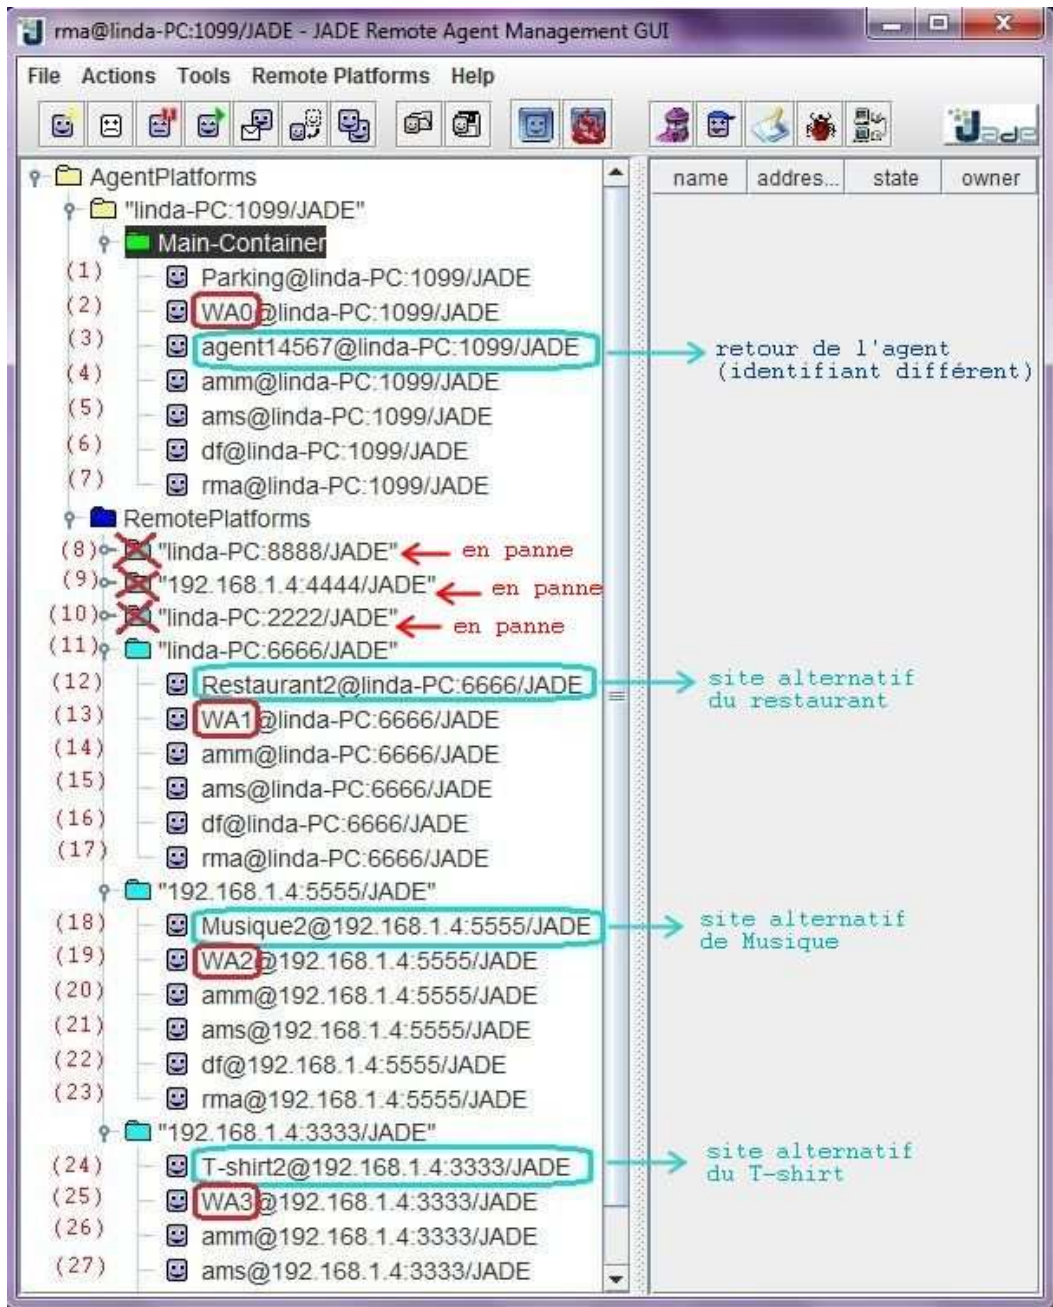 rma@linda-PC:1099/JADE - JADE Remote Agent Management GUI
File Actions Tools Remote Platforms Help
Jade
AgentPlatforms
name addres... state owner
"linda-PC:1099/JADE"
Main-Container
(1) Parking@linda-PC:1099/JADE
(2) WA0@linda-PC:1099/JADE
(3) agent14567@linda-PC:1099/JADE
retour de l'agent
(identifiant différent)
(4) amm@linda-PC:1099/JADE
(5) ams@linda-PC:1099/JADE
(6) df@linda-PC:1099/JADE
(7) rma@linda-PC:1099/JADE
RemotePlatforms
(8) "linda-PC:8888/JADE" en panne
(9) "192.168.1.4:4444/JADE" en panne
(10) "linda-PC:2222/JADE" en panne
(11) "linda-PC:6666/JADE"
(12) Restaurant2@linda-PC:6666/JADE
site alternatif
du restaurant
(13) WA1@linda-PC:6666/JADE
(14) amm@linda-PC:6666/JADE
(15) ams@linda-PC:6666/JADE
(16) df@linda-PC:6666/JADE
(17) rma@linda-PC:6666/JADE
"192.168.1.4:5555/JADE"
(18) Musique2@192.168.1.4:5555/JADE
site alternatif
de Musique
(19) WA2@192.168.1.4:5555/JADE
(20) amm@192.168.1.4:5555/JADE
(21) ams@192.168.1.4:5555/JADE
(22) df@192.168.1.4:5555/JADE
(23) rma@192.168.1.4:5555/JADE
"192.168.1.4:3333/JADE"
(24) T-shirt2@192.168.1.4:3333/JADE
site alternatif
du T-shirt
(25) WA3@192.168.1.4:3333/JADE
(26) amm@192.168.1.4:3333/JADE
(27) ams@192.168.1.4:3333/JADE